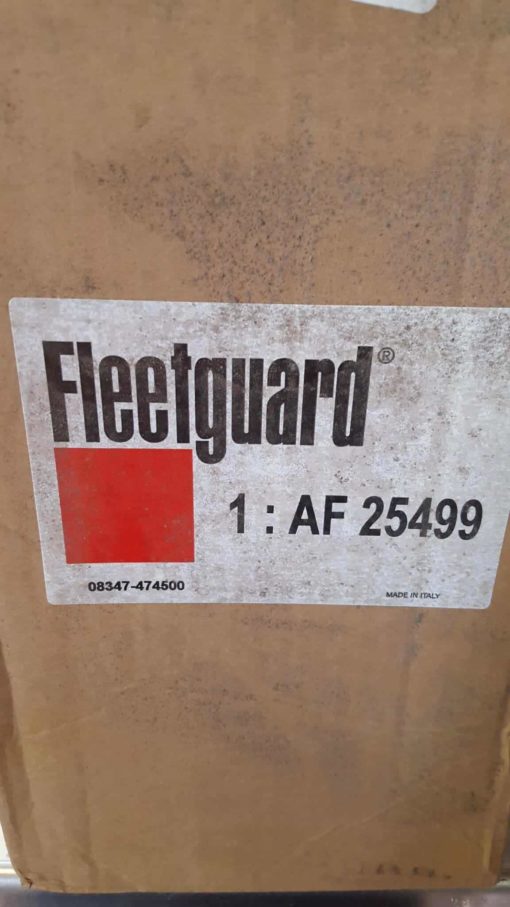 Fleetguard®
1 : AF 25499
08347-474500
MADE IN ITALY